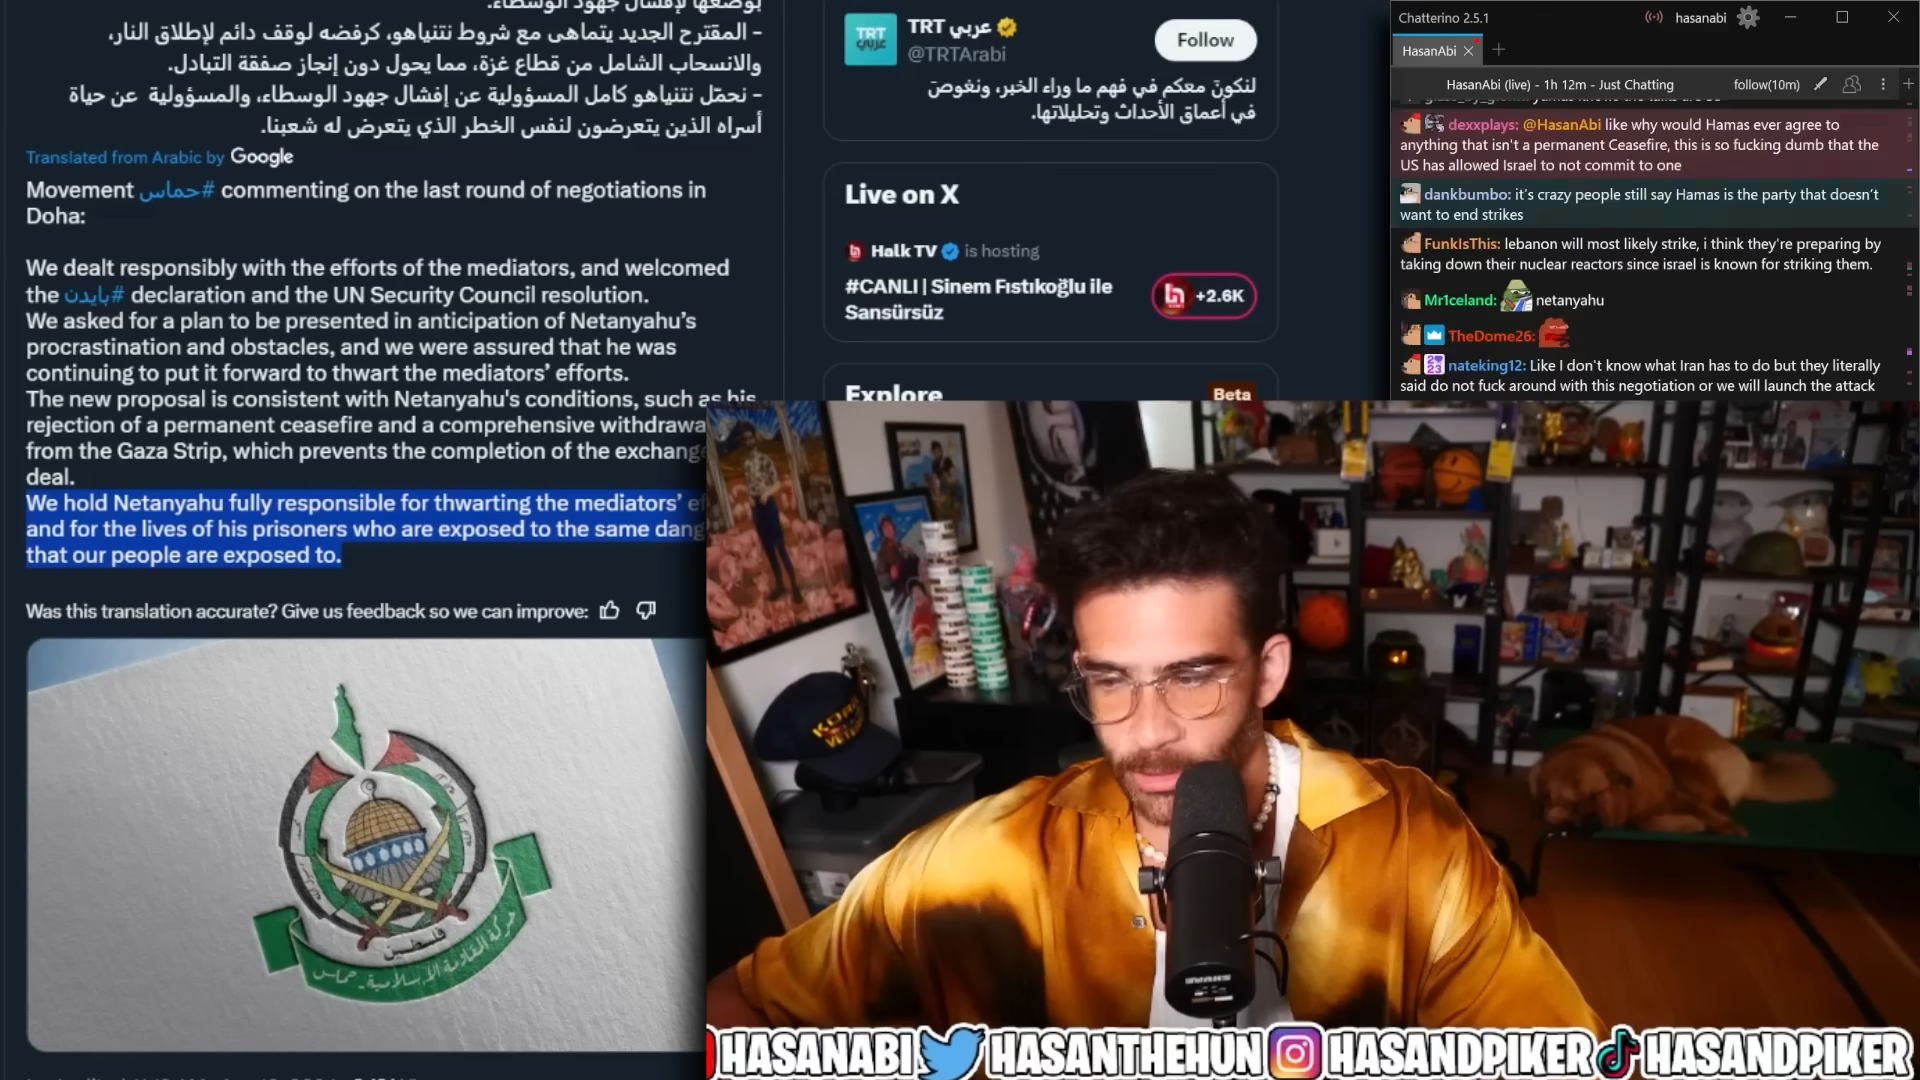 بوضعها لإفشال جهود الوسطاء.
– المقترح الجديد يتماهى مع شروط نتنياهو، كرفضه لوقف دائم لإطلاق النار،
والانسحاب الشامل من قطاع غزة، مما يحول دون إنجاز صفقة التبادل.
– نحمّل نتنياهو كامل المسؤولية عن إفشال جهود الوسطاء، والمسؤولية عن حياة
أسراه الذين يتعرضون لنفس الخطر الذي يتعرض له شعبنا.
Translated from Arabic by Google
Movement #حماس commenting on the last round of negotiations in
Doha:
We dealt responsibly with the efforts of the mediators, and welcomed
the #بايدن declaration and the UN Security Council resolution.
We asked for a plan to be presented in anticipation of Netanyahu's
procrastination and obstacles, and we were assured that he was
continuing to put it forward to thwart the mediators' efforts.
The new proposal is consistent with Netanyahu's conditions, such as his
rejection of a permanent ceasefire and a comprehensive
from the Gaza Strip, which prevents the completion of the exchange
deal.
We hold Netanyahu fully responsible for thwarting the mediators'
and for the lives of his prisoners who are exposed to the same
that our people are exposed to.
Was this translation accurate? Give us feedback so we can improve:
فلسطين
حركة المقاومة الإسلامية - حماس
TRT عربي
TRT عربي
@TRTArabi
Follow
لنكونَ معكم في فهم ما وراء الخبر، ونغوصَ
في أعماق الأحداث وتحليلاتها.
Live on X
Halk TV is hosting
#CANLI | Sinem Fıstıkoğlu ile
Sansürsüz
+2.6K
Explore
Beta
Chatterino 2.5.1
hasanabi
HasanAbi
HasanAbi (live) - 1h 12m - Just Chatting
follow(10m)
dexxplays: @HasanAbi like why would Hamas ever agree to
anything that isn't a permanent Ceasefire, this is so fucking dumb that the
US has allowed Israel to not commit to one
dankbumbo: it's crazy people still say Hamas is the party that doesn't
want to end strikes
FunkIsThis: lebanon will most likely strike, i think they're preparing by
taking down their nuclear reactors since israel is known for striking them.
Mr1celand: netanyahu
TheDome26:
nateking12: Like I don't know what Iran has to do but they literally
said do not fuck around with this negotiation or we will launch the attack
KOREA
VETERAN
HASANABI
HASANTHEHUN
HASANDPIKER
HASANDPIKER